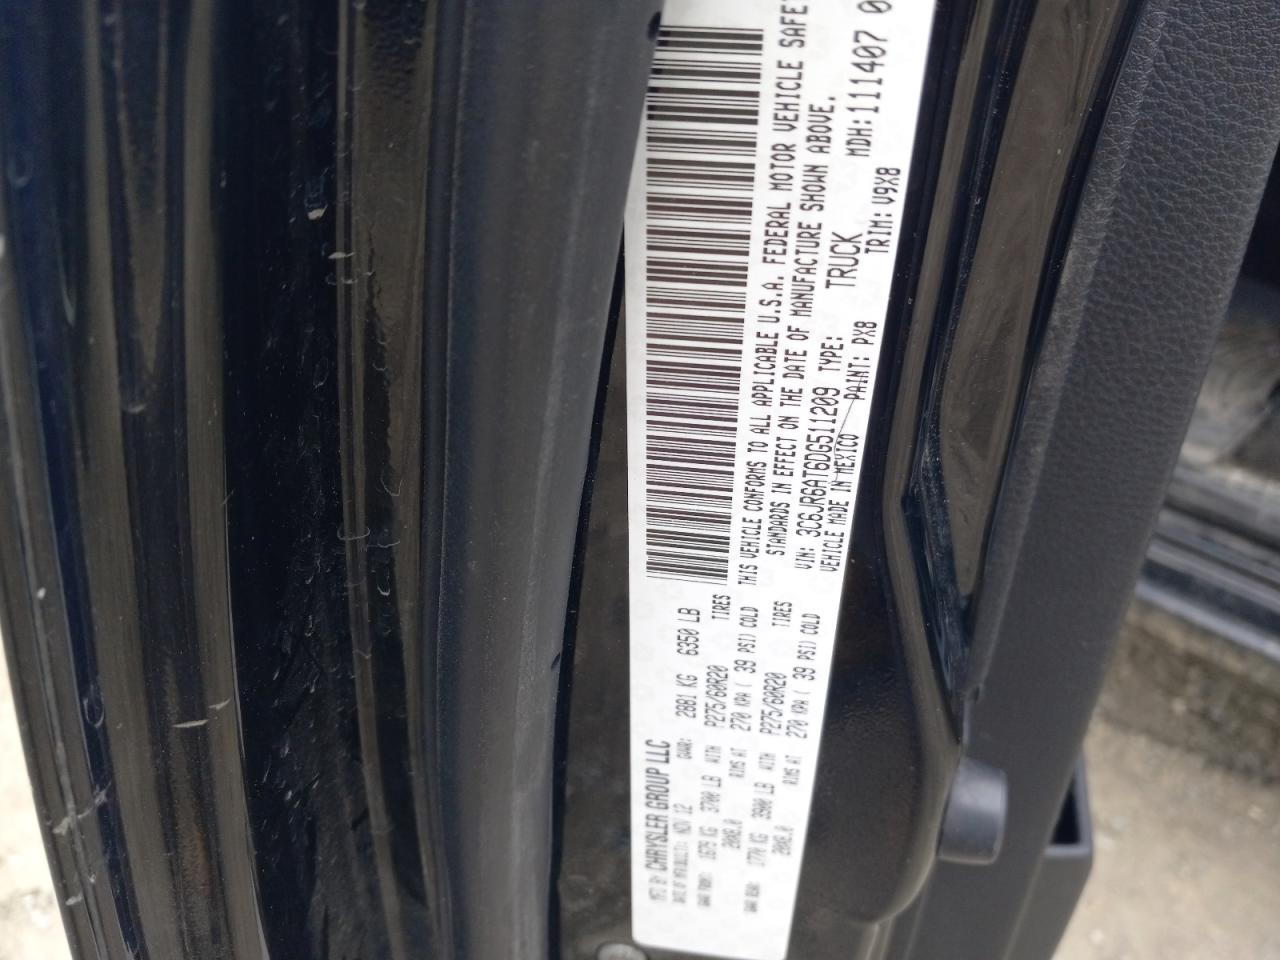 MFD BY CHRYSLER GROUP LLC
DATE OF MFR: NOV 12 GVWR: 2881 KG 6350 LB
GAWR FRONT: 1675 KG 3700 LB WITH P275/60R20 TIRES
20X8.0 RIMS AT 270 KPA ( 39 PSI) COLD
GAWR REAR: 1770 KG 3900 LB WITH P275/60R20 TIRES
20X8.0 RIMS AT 270 KPA ( 39 PSI) COLD
THIS VEHICLE CONFORMS TO ALL APPLICABLE U.S.A. FEDERAL MOTOR VEHICLE SAFE
STANDARDS IN EFFECT ON THE DATE OF MANUFACTURE SHOWN ABOVE.
VIN: 3C6JR6AT6DG511209 TYPE: TRUCK MDH:111407 0
VEHICLE MADE IN MEXICO PAINT: PX8 TRIM: V9X8